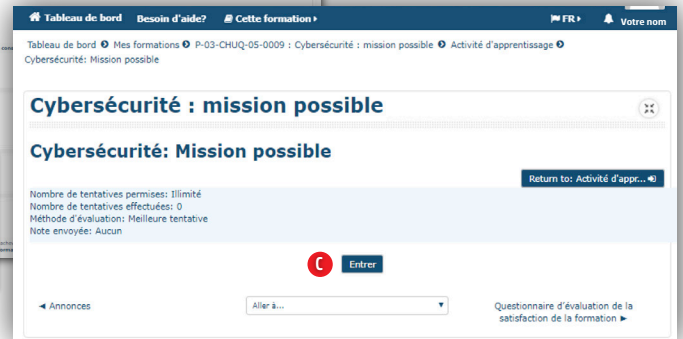 Tableau de bord Besoin d'aide? Cette formation FR Votre nom
Tableau de bord Mes formations P-03-CHUQ-05-0009 : Cybersécurité : mission possible Activité d'apprentissage
Cybersécurité: Mission possible
Cybersécurité : mission possible
Cybersécurité: Mission possible
Return to: Activité d'appr...
Nombre de tentatives permises: Illimité
Nombre de tentatives effectuées: 0
Méthode d'évaluation: Meilleure tentative
Note envoyée: Aucun
C Entrer
◄ Annonces
Aller à...
Questionnaire d'évaluation de la
satisfaction de la formation ►